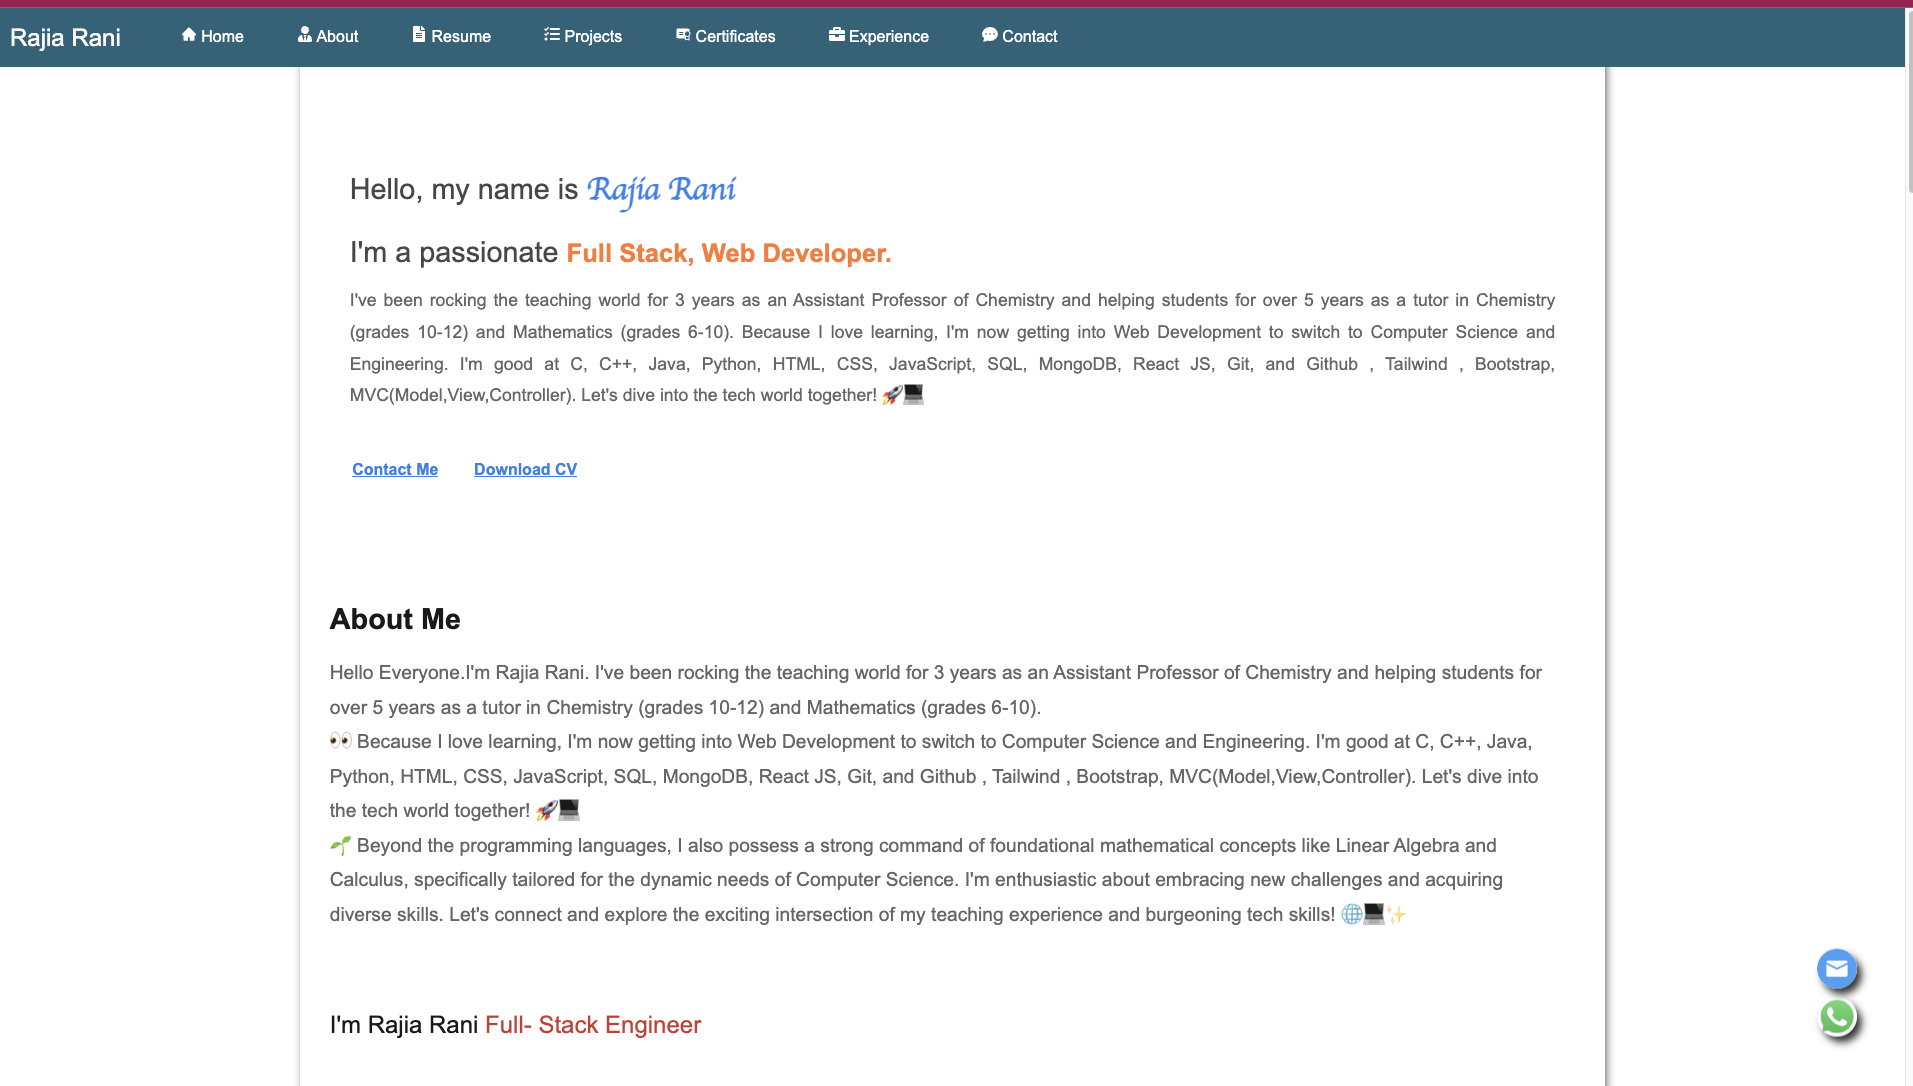 Rajia Rani Home About Resume Projects Certificates Experience Contact
Hello, my name is Rajia Rani
I'm a passionate Full Stack, Web Developer.
I've been rocking the teaching world for 3 years as an Assistant Professor of Chemistry and helping students for over 5 years as a tutor in Chemistry
(grades 10-12) and Mathematics (grades 6-10). Because I love learning, I'm now getting into Web Development to switch to Computer Science and
Engineering. I'm good at C, C++, Java, Python, HTML, CSS, JavaScript, SQL, MongoDB, React JS, Git, and Github , Tailwind , Bootstrap,
MVC(Model,View,Controller). Let's dive into the tech world together! 🚀💻
Contact Me Download CV
About Me
Hello Everyone.I'm Rajia Rani. I've been rocking the teaching world for 3 years as an Assistant Professor of Chemistry and helping students for
over 5 years as a tutor in Chemistry (grades 10-12) and Mathematics (grades 6-10).
👀 Because I love learning, I'm now getting into Web Development to switch to Computer Science and Engineering. I'm good at C, C++, Java,
Python, HTML, CSS, JavaScript, SQL, MongoDB, React JS, Git, and Github , Tailwind , Bootstrap, MVC(Model,View,Controller). Let's dive into
the tech world together! 🚀💻
🌱 Beyond the programming languages, I also possess a strong command of foundational mathematical concepts like Linear Algebra and
Calculus, specifically tailored for the dynamic needs of Computer Science. I'm enthusiastic about embracing new challenges and acquiring
diverse skills. Let's connect and explore the exciting intersection of my teaching experience and burgeoning tech skills! 🌐💻✨
I'm Rajia Rani Full- Stack Engineer